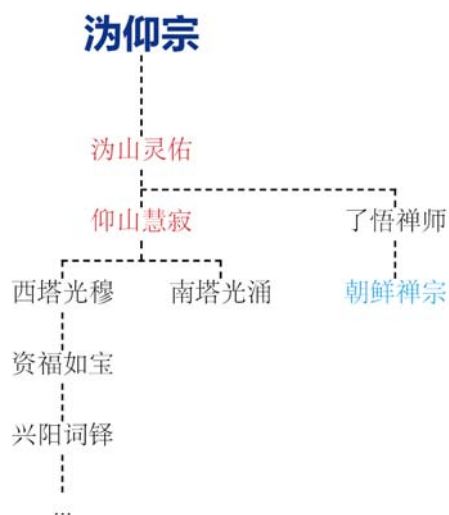 沩仰宗
沩山灵佑
仰山慧寂
了悟禅师
西塔光穆
南塔光涌
朝鲜禅宗
资福如宝
兴阳词铎
...